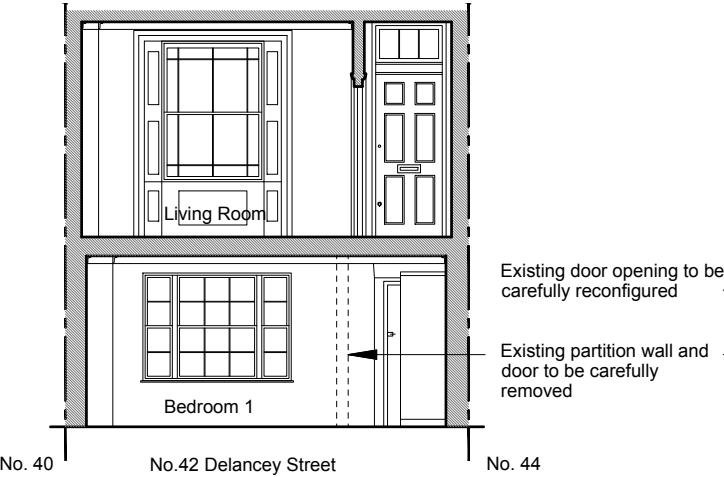 Living Room
Existing door opening to be
carefully reconfigured
Existing partition wall and
door to be carefully
removed
Bedroom 1
No. 40
No.42 Delancey Street
No. 44